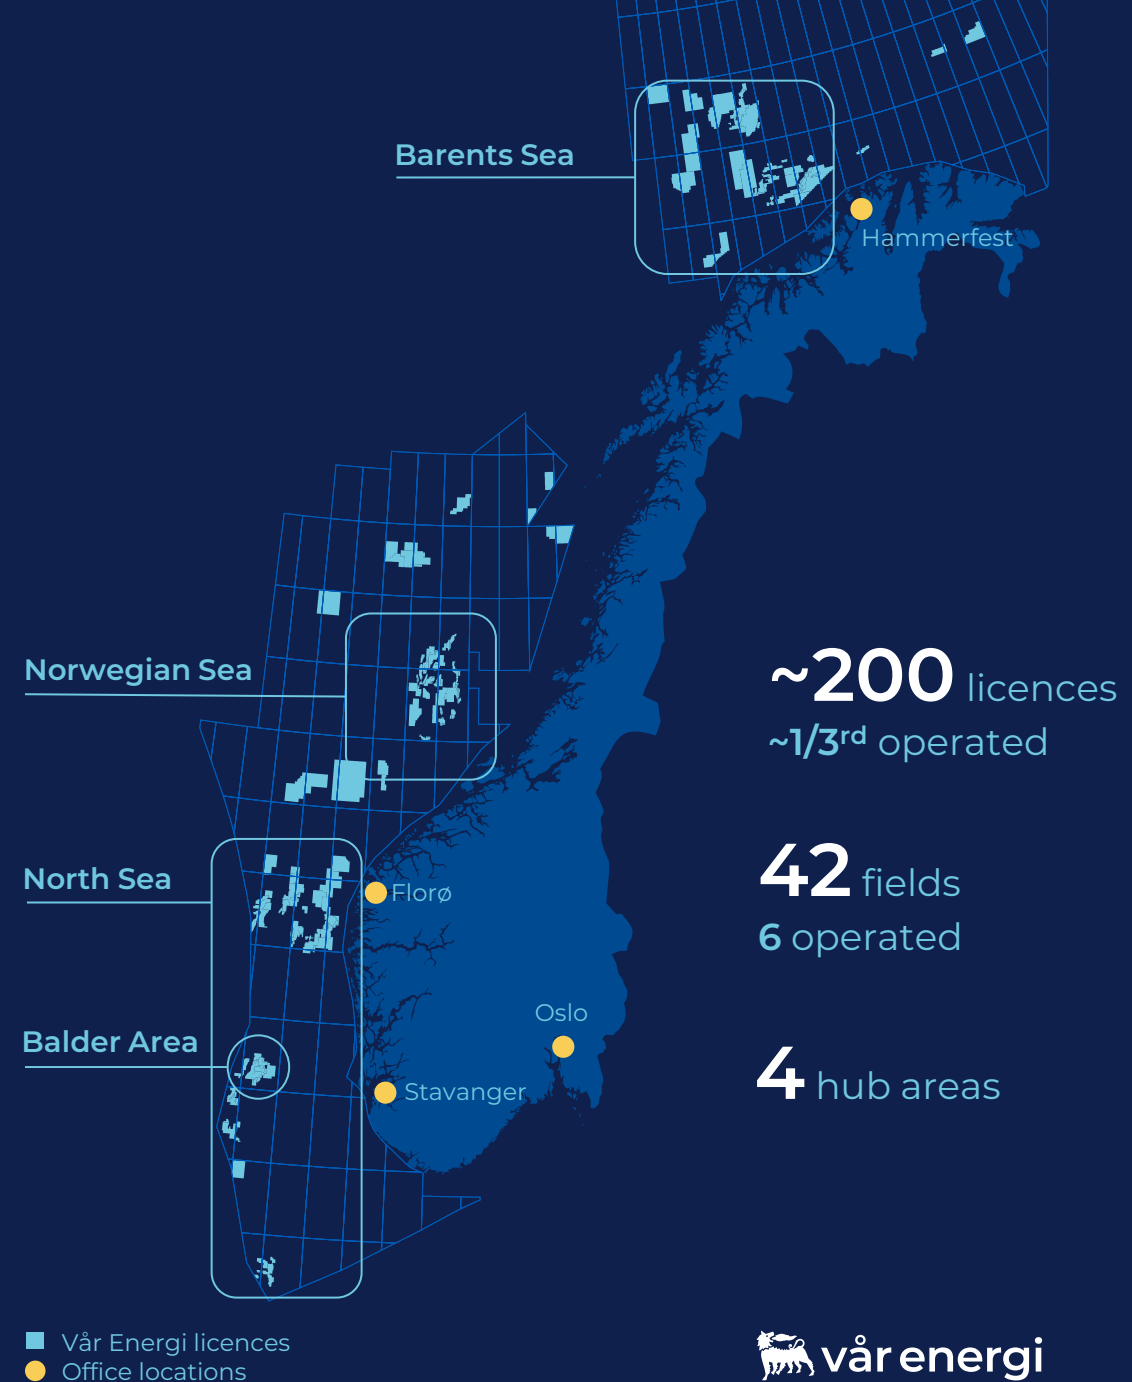 Barents Sea
Hammerfest
Norwegian Sea
~200 licences
~1/3rd operated
42 fields
6 operated
North Sea
Florø
Oslo
Balder Area
4 hub areas
Stavanger
Vår Energi licences
Office locations
vår energi